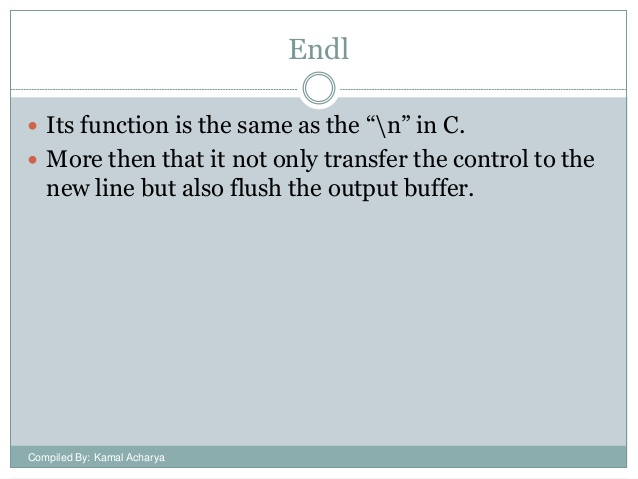 Endl
• Its function is the same as the “\n” in C.
• More then that it not only transfer the control to the
new line but also flush the output buffer.
Compiled By: Kamal Acharya